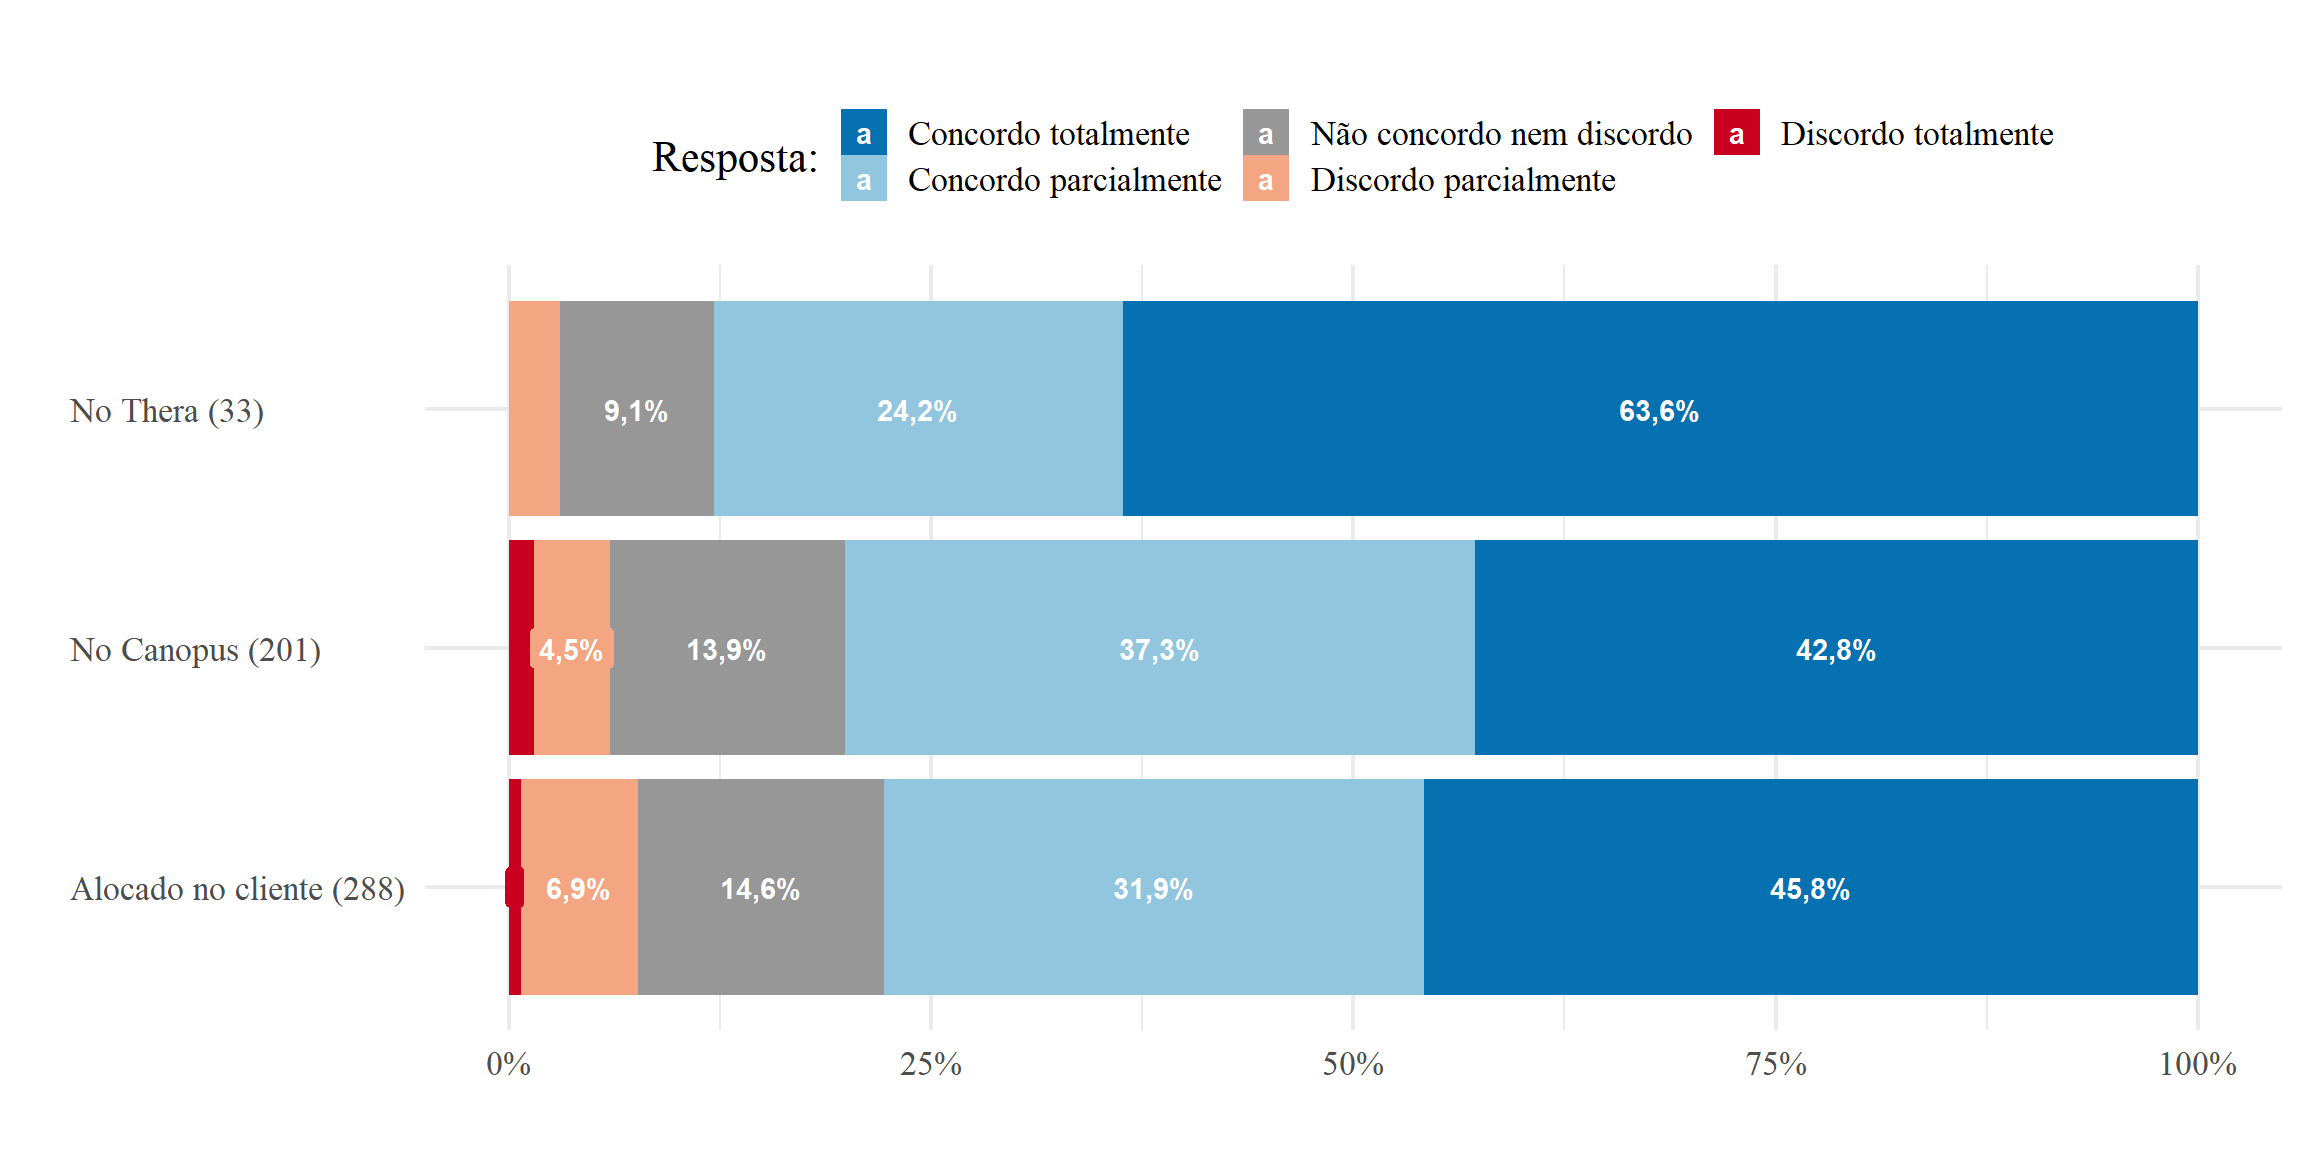 Resposta:
a Concordo totalmente
a Não concordo nem discordo
a Discordo totalmente
a Concordo parcialmente
a Discordo parcialmente
No Thera (33)
9,1% 24,2% 63,6%
No Canopus (201)
4,5% 13,9% 37,3% 42,8%
Alocado no cliente (288)
6,9% 14,6% 31,9% 45,8%
0% 25% 50% 75% 100%